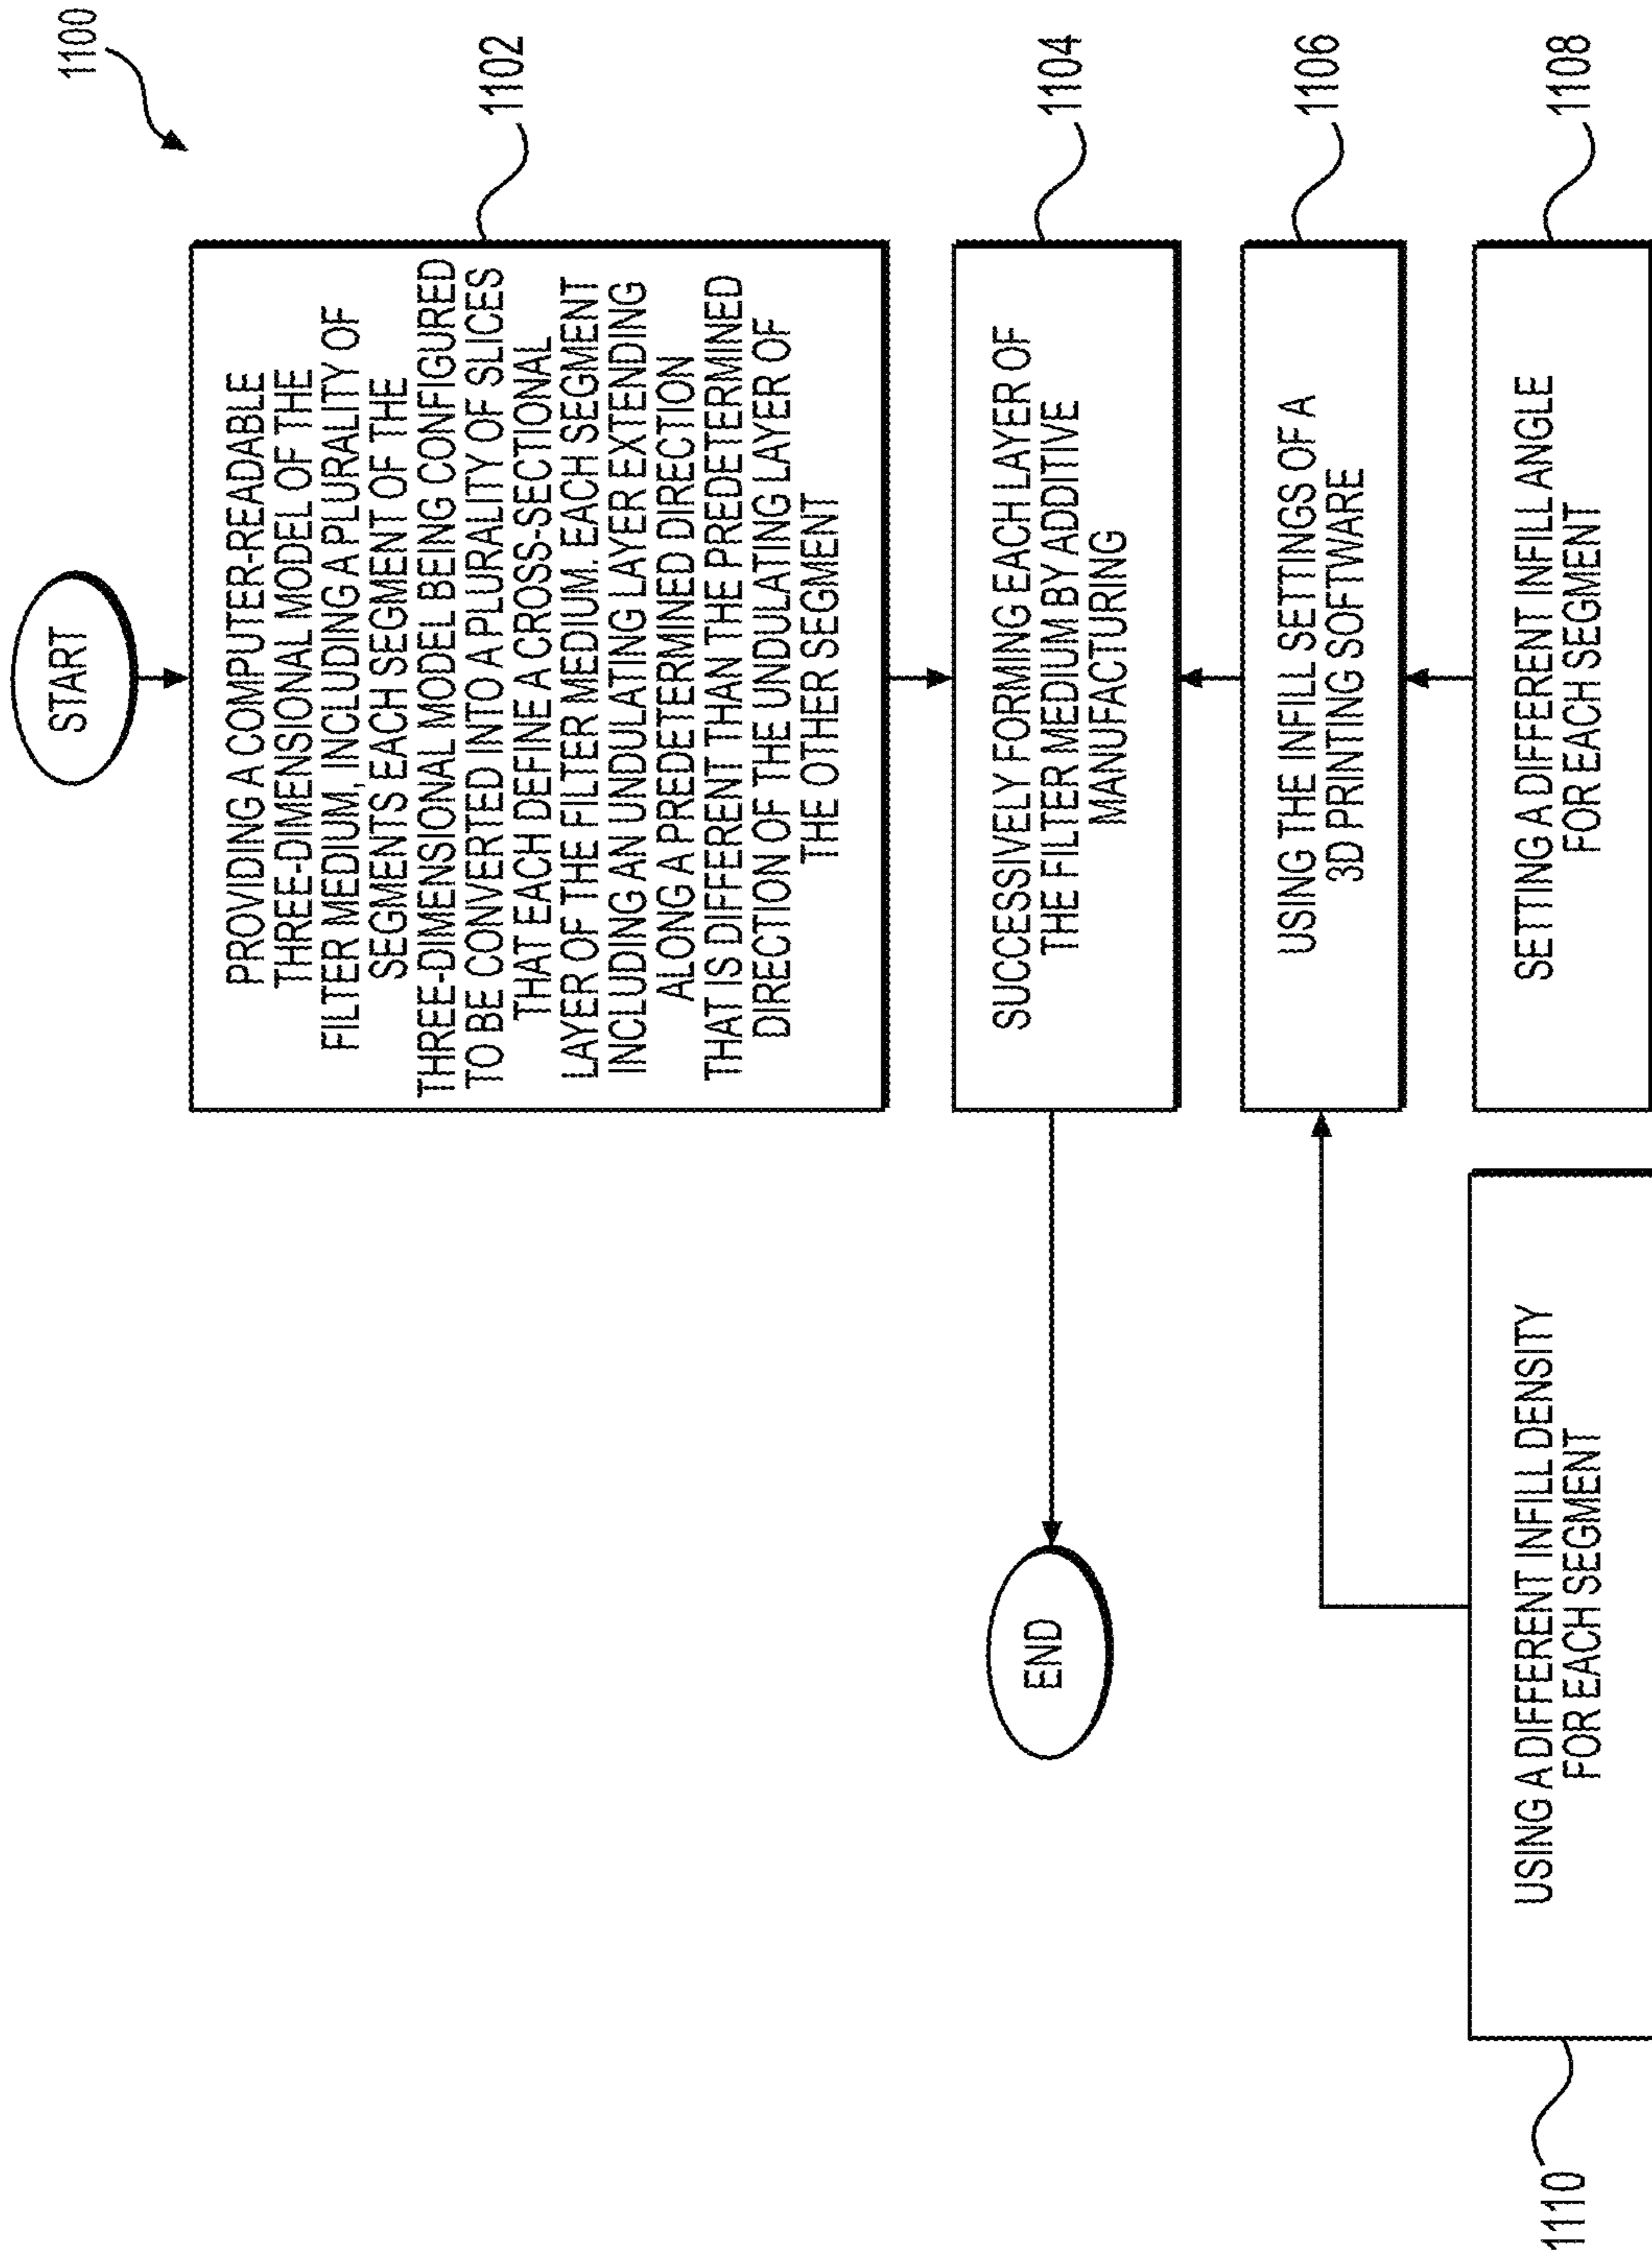 1100
START
PROVIDING A COMPUTER-READABLE
THREE-DIMENSIONAL MODEL OF THE
FILTER MEDIUM, INCLUDING A PLURALITY OF
SEGMENTS EACH SEGMENT OF THE
THREE-DIMENSIONAL MODEL BEING CONFIGURED
TO BE CONVERTED INTO A PLURALITY OF SLICES
THAT EACH DEFINE A CROSS-SECTIONAL
LAYER OF THE FILTER MEDIUM. EACH SEGMENT
INCLUDING AN UNDULATING LAYER EXTENDING
ALONG A PREDETERMINED DIRECTION
THAT IS DIFFERENT THAN THE PREDETERMINED
DIRECTION OF THE UNDULATING LAYER OF
THE OTHER SEGMENT
1102
SUCCESSIVELY FORMING EACH LAYER OF
THE FILTER MEDIUM BY ADDITIVE
MANUFACTURING
1104
END
USING THE INFILL SETTINGS OF A
3D PRINTING SOFTWARE
1106
SETTING A DIFFERENT INFILL ANGLE
FOR EACH SEGMENT
1108
USING A DIFFERENT INFILL DENSITY
FOR EACH SEGMENT
1110